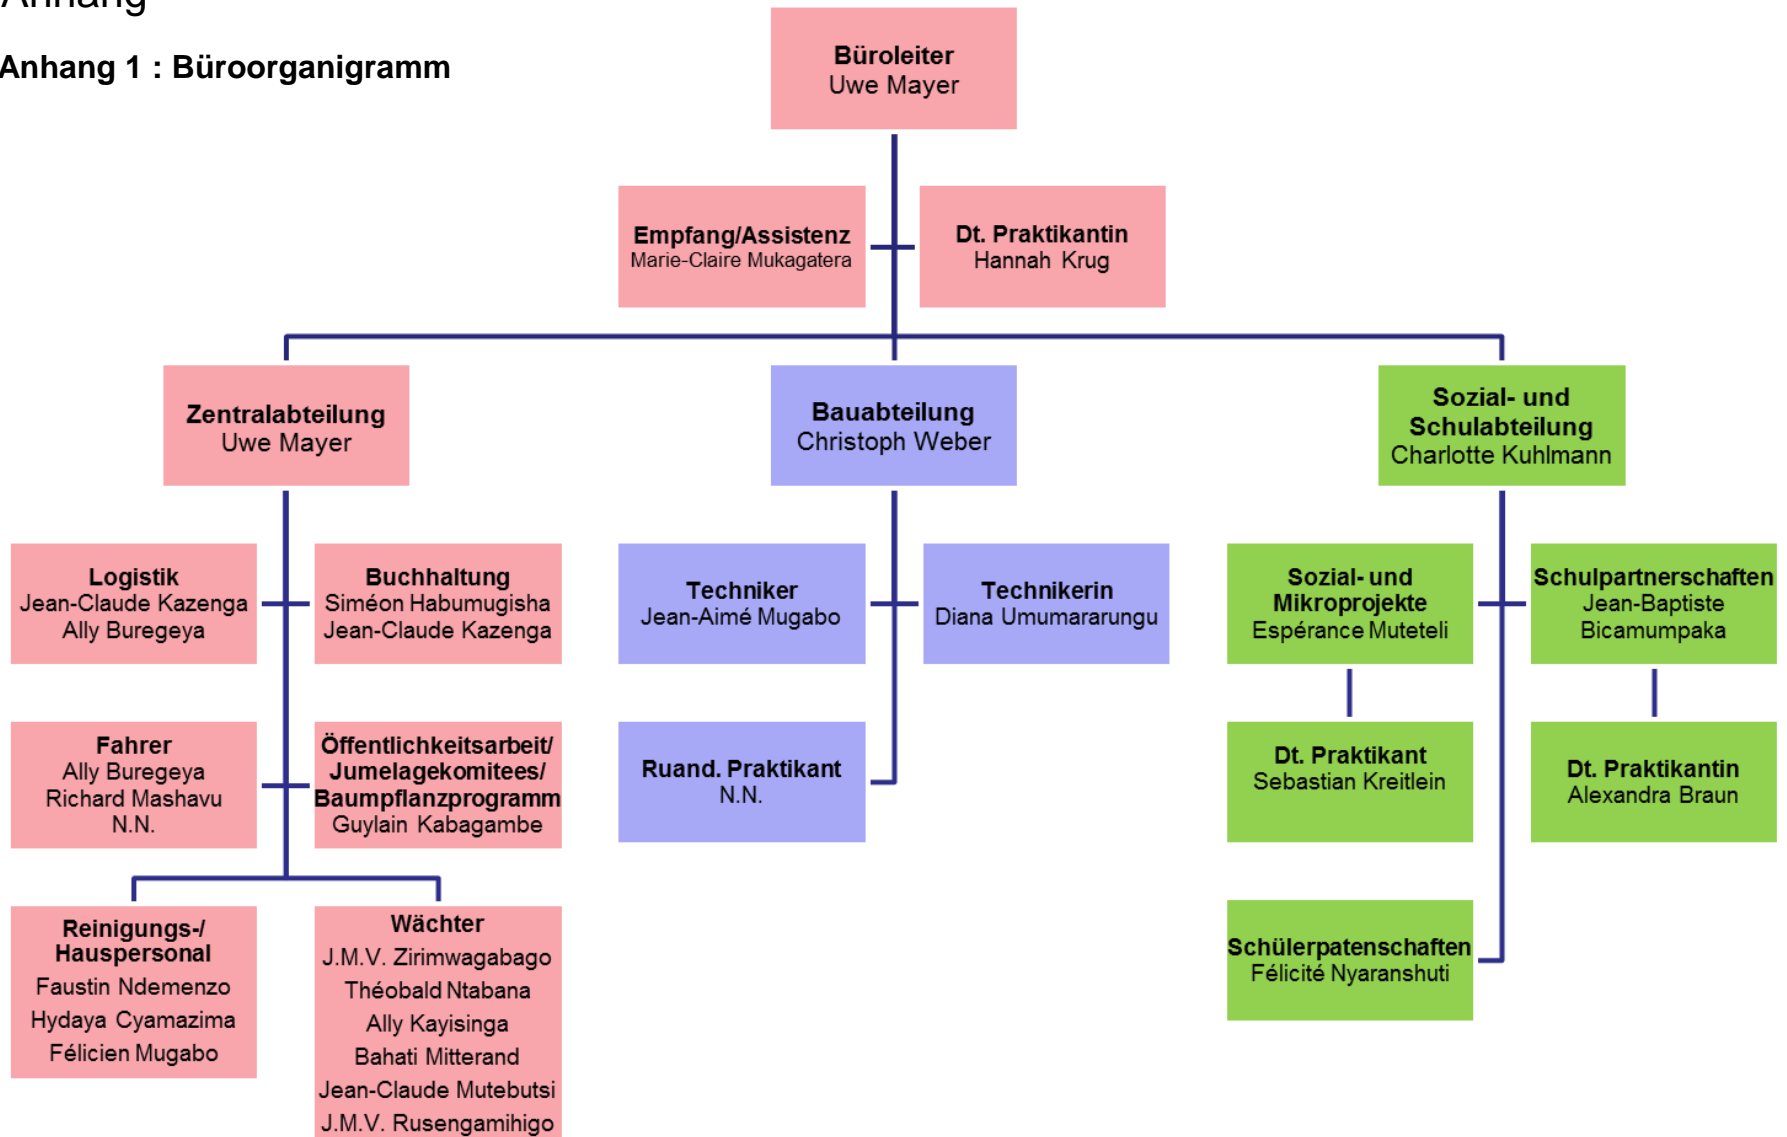 Anhang
Anhang 1 : Büroorganigramm
Büroleiter
Uwe Mayer
Empfang/Assistenz
Marie-Claire Mukagatera
Dt. Praktikantin
Hannah Krug
Zentralabteilung
Uwe Mayer
Bauabteilung
Christoph Weber
Sozial- und
Schulabteilung
Charlotte Kuhlmann
Logistik
Jean-Claude Kazenga
Ally Buregeya
Buchhaltung
Siméon Habumugisha
Jean-Claude Kazenga
Techniker
Jean-Aimé Mugabo
Technikerin
Diana Umumararungu
Sozial- und
Mikroprojekte
Espérance Muteteli
Schulpartnerschaften
Jean-Baptiste
Bicamumpaka
Fahrer
Ally Buregeya
Richard Mashavu
N.N.
Öffentlichkeitsarbeit/
Jumelagekomitees/
Baumpflanzprogramm
Guylain Kabagambe
Ruand. Praktikant
N.N.
Dt. Praktikant
Sebastian Kreitlein
Dt. Praktikantin
Alexandra Braun
Reinigungs-/
Hauspersonal
Faustin Ndemenzo
Hydaya Cyamazima
Félicien Mugabo
Wächter
J.M.V. Zirimwagabago
Théobald Ntabana
Ally Kayisinga
Bahati Mitterand
Jean-Claude Mutebutsi
J.M.V. Rusengamihigo
Schülerpatenschaften
Félicité Nyaranshuti